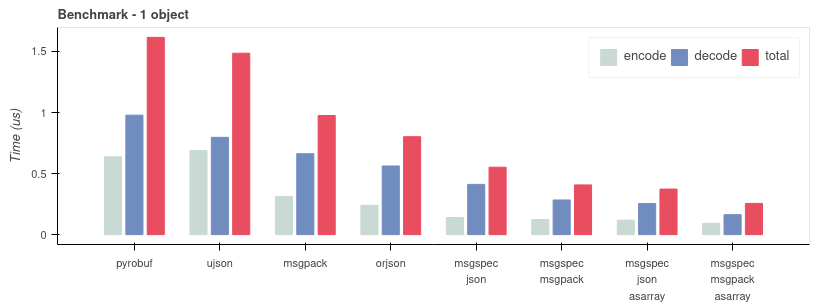 Benchmark - 1 object
encode decode total
Time (us)
1.5
1
0.5
0
pyrobuf ujson msgpack orjson msgspec msgspec msgspec msgspec
json msgpack json msgpack
asarray asarray